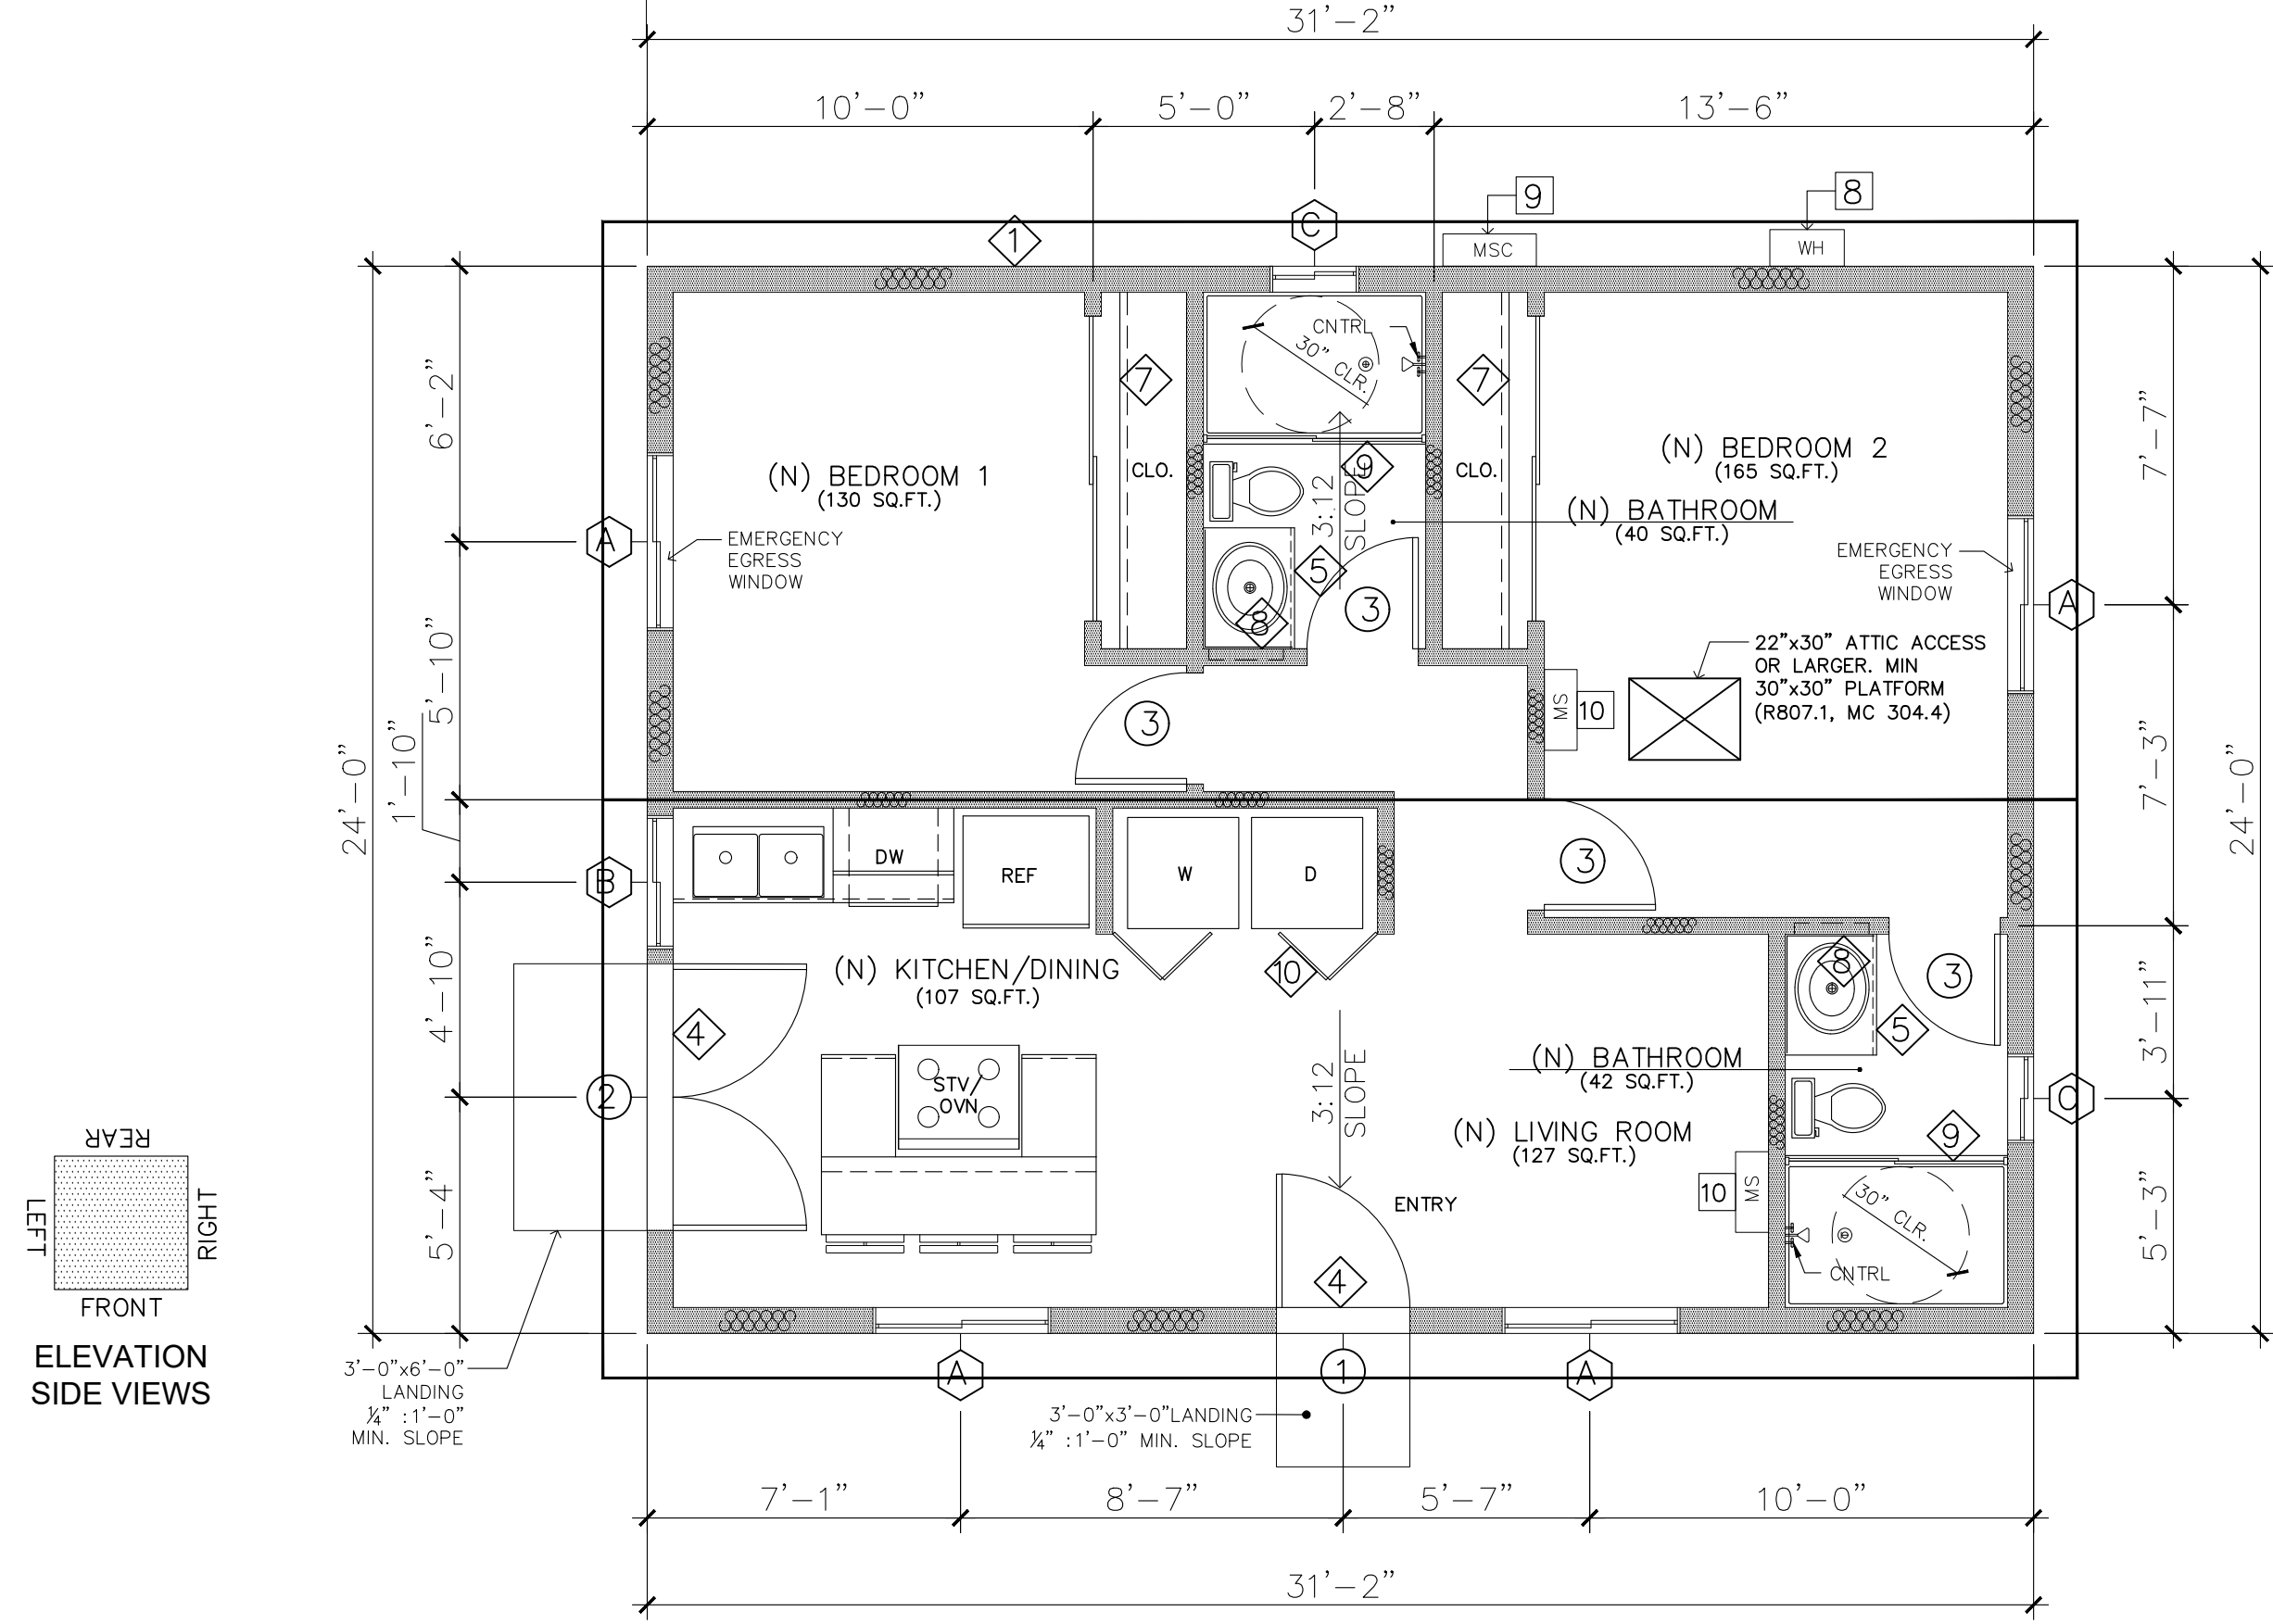 31'-2"
10'-0" 5'-0" 2'-8" 13'-6"
9
8
1
C
MSC
WH
CNTRL
30" CLR.
7
7
6'-2"
7'-7"
(N) BEDROOM 1
(130 SQ.FT.)
CLO.
9
3:12
SLOPE
CLO.
(N) BEDROOM 2
(165 SQ.FT.)
(N) BATHROOM
(40 SQ.FT.)
A
EMERGENCY
EGRESS
WINDOW
EMERGENCY
EGRESS
WINDOW
5
3
8
A
22"x30" ATTIC ACCESS
OR LARGER. MIN
30"x30" PLATFORM
(R807.1, MC 304.4)
5'-10"
1'-10"
24'-0"
3
MS
10
7'-3"
24'-0"
B
DW
REF
W
D
3
4'-10"
(N) KITCHEN/DINING
(107 SQ.FT.)
10
8
3
5
3'-11"
4
2
STV/
OVN
3:12
SLOPE
(N) BATHROOM
(42 SQ.FT.)
C
(N) LIVING ROOM
(127 SQ.FT.)
9
5'-4"
ENTRY
10
MS
30" CLR.
CNTRL
5'-3"
4
REAR
LEFT
RIGHT
FRONT
ELEVATION
SIDE VIEWS
3'-0"x6'-0"
LANDING
¼" :1'-0"
MIN. SLOPE
A
1
A
3'-0"x3'-0"LANDING
¼" :1'-0" MIN. SLOPE
7'-1" 8'-7" 5'-7" 10'-0"
31'-2"